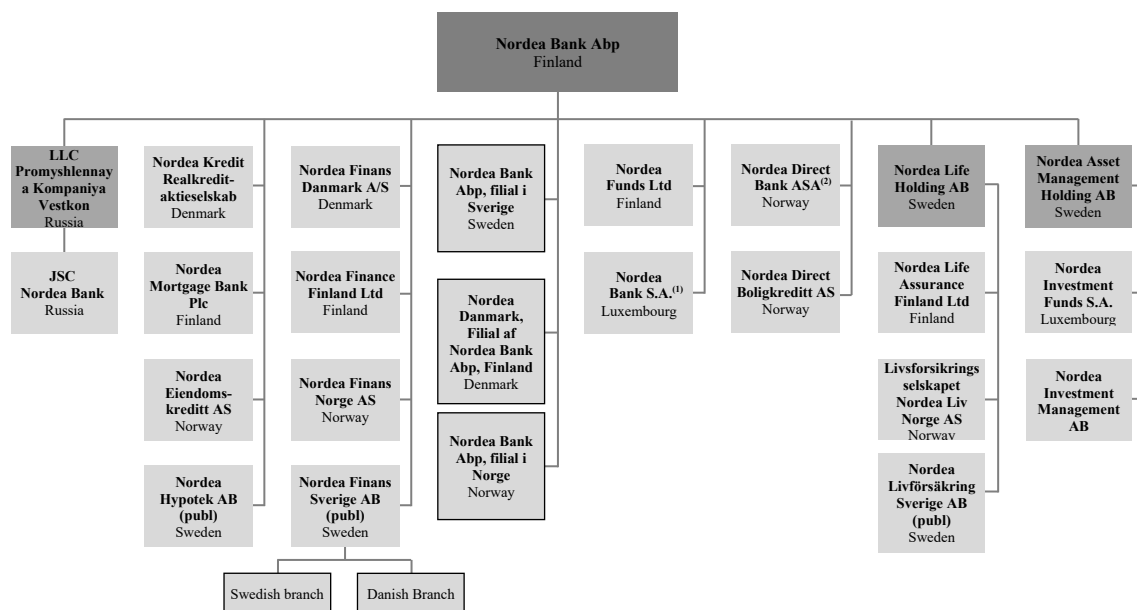 Nordea Bank Abp
Finland
LLC
Promyshlennay
a Kompaniya
Vestkon
Russia
JSC
Nordea Bank
Russia
Nordea Kredit
Realkredit-
aktieselskab
Denmark
Nordea
Mortgage Bank
Plc
Finland
Nordea
Eiendoms-
kreditt AS
Norway
Nordea
Hypotek AB
(publ)
Sweden
Nordea Finans
Danmark A/S
Denmark
Nordea Finance
Finland Ltd
Finland
Nordea Finans
Norge AS
Norway
Nordea Finans
Sverige AB
(publ)
Sweden
Swedish branch
Danish Branch
Nordea Bank
Abp, filial i
Sverige
Sweden
Nordea
Danmark,
Filial af
Nordea Bank
Abp, Finland
Denmark
Nordea Bank
Abp, filial i
Norge
Norway
Nordea
Funds Ltd
Finland
Nordea
Bank S.A.(1)
Luxembourg
Nordea Direct
Bank ASA(2)
Norway
Nordea Direct
Boligkreditt AS
Norway
Nordea Life
Holding AB
Sweden
Nordea Life
Assurance
Finland Ltd
Finland
Livsforsikrings
selskapet
Nordea Liv
Norge AS
Norway
Nordea
Livförsäkring
Sverige AB
(publ)
Sweden
Nordea Asset
Management
Holding AB
Sweden
Nordea
Investment
Funds S.A.
Luxembourg
Nordea
Investment
Management
AB